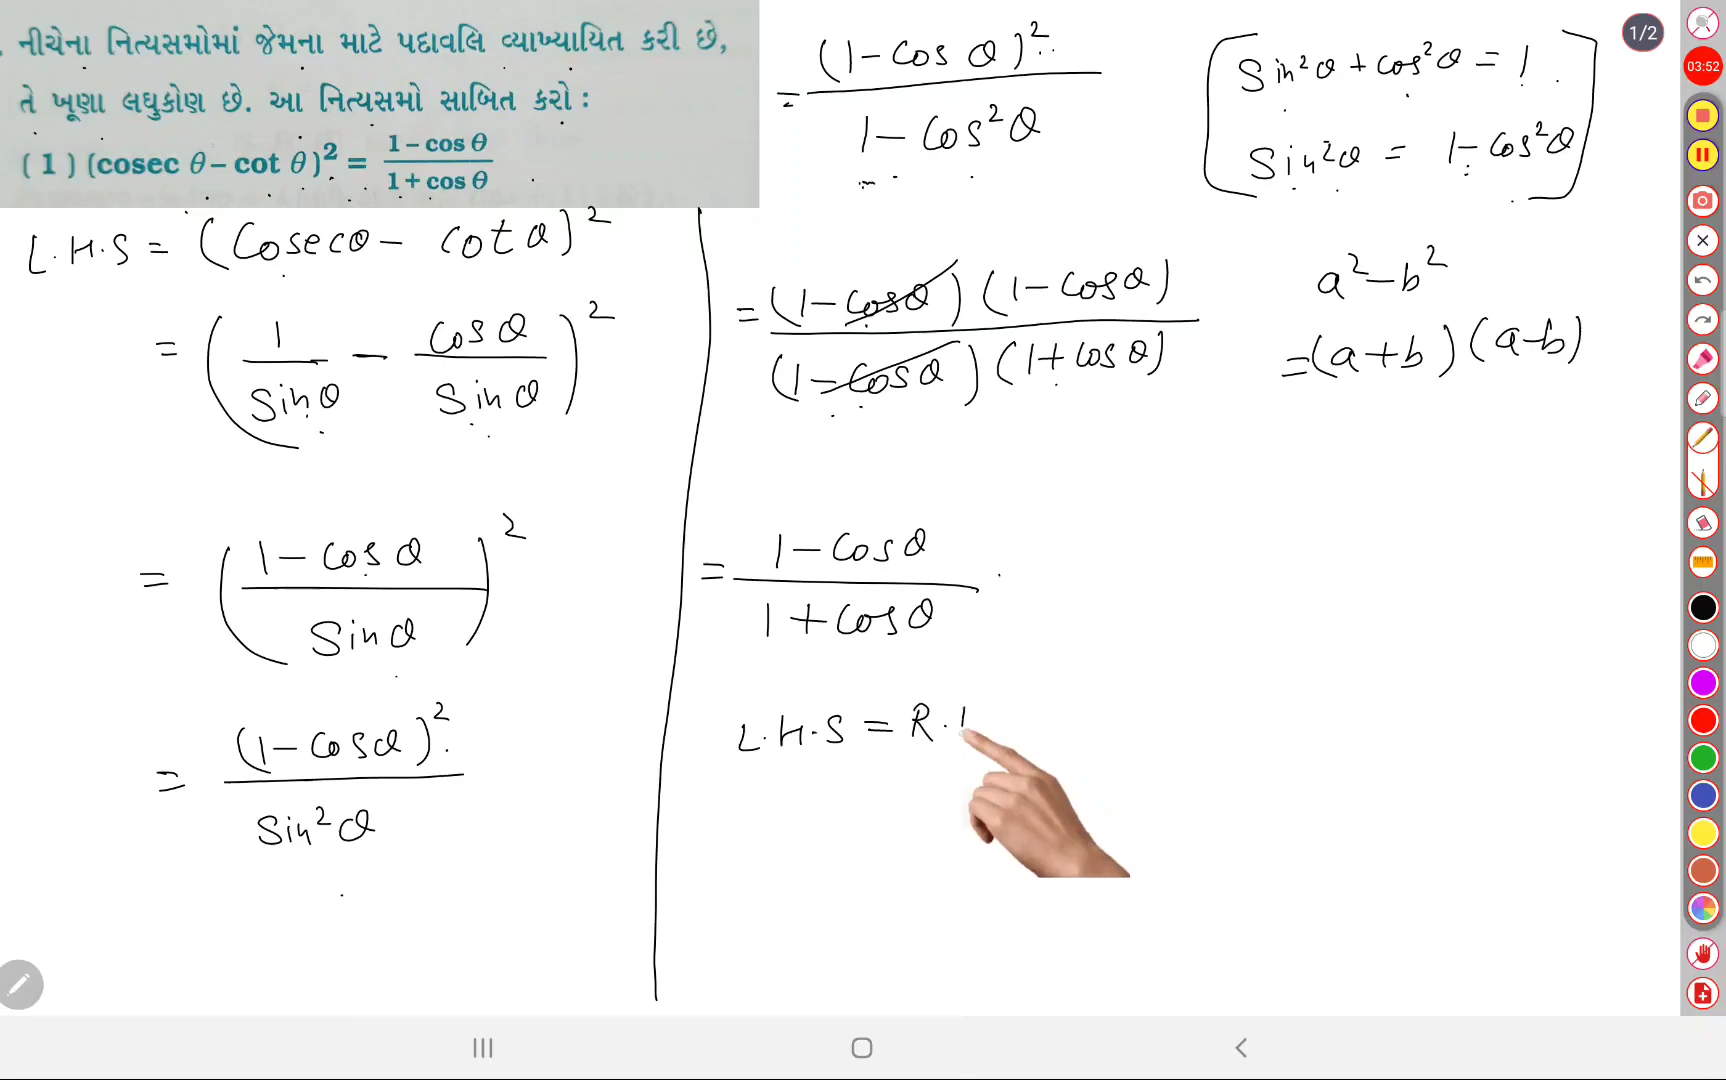 . નીચેના નિત્યસમોમાં જેમના માટે પદાવલિ વ્યાખ્યાયિત કરી છે,
તે ખૂણા લઘુકોણ છે. આ નિત્યસમો સાબિત કરો :
( 1 ) (cosec θ – cot θ )² = (1 – cos θ)/(1 + cos θ)
L.H.S = (Cosecθ – cotθ)²
= (1/Sinθ – Cosθ/Sinθ)²
= ((1 – Cosθ)/Sinθ)²
= (1 – Cosθ)²/Sin²θ
= (1 – Cosθ)²/(1 – Cos²θ)
[Sin²θ + Cos²θ = 1
Sin²θ = 1 – Cos²θ]
= (1 – Cosθ)(1 – Cosθ)/(1 – Cosθ)(1 + Cosθ)
a² – b²
= (a+b)(a–b)
= (1 – Cosθ)/(1 + Cosθ)
L.H.S = R.
1/2
03:52